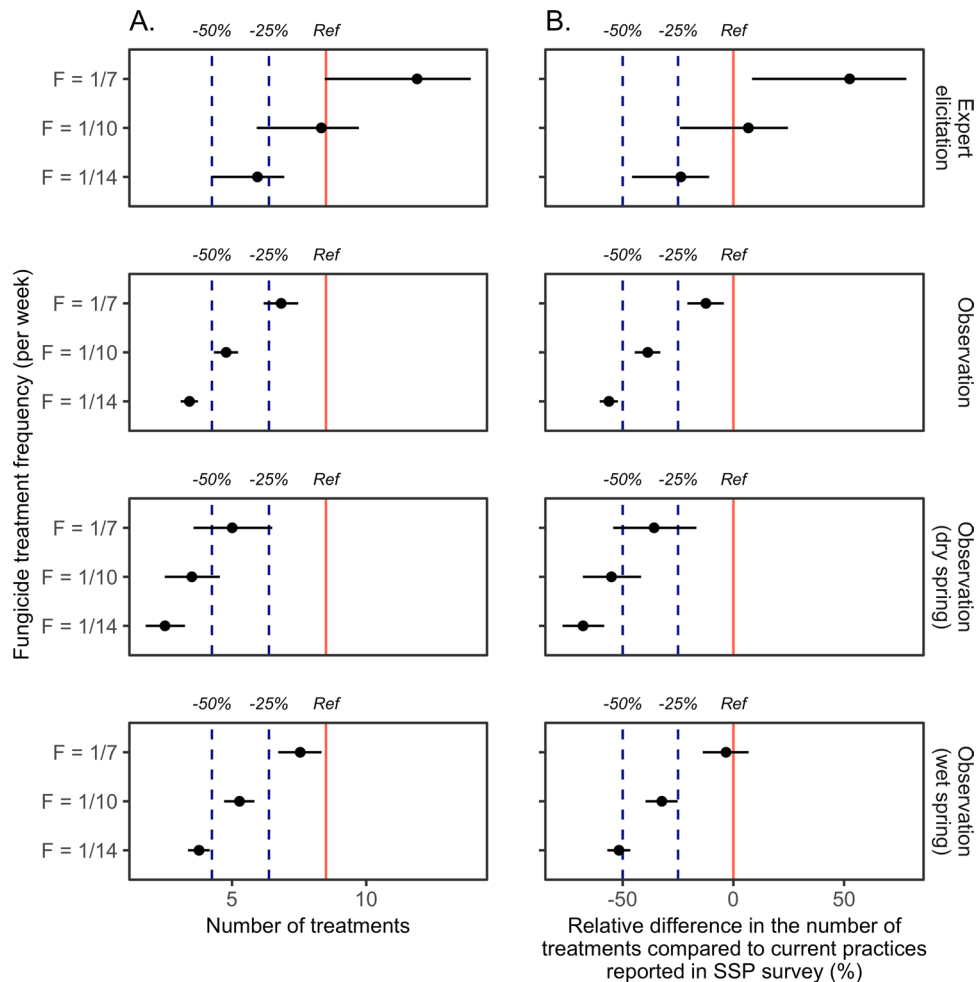 A.
B.
-50% -25% Ref
-50% -25% Ref
F = 1/7
F = 1/10
F = 1/14
Expert
elicitation
-50% -25% Ref
-50% -25% Ref
F = 1/7
F = 1/10
F = 1/14
Observation
-50% -25% Ref
-50% -25% Ref
F = 1/7
F = 1/10
F = 1/14
Observation
(dry spring)
-50% -25% Ref
-50% -25% Ref
F = 1/7
F = 1/10
F = 1/14
Observation
(wet spring)
Fungicide treatment frequency (per week)
5 10
Number of treatments
-50 0 50
Relative difference in the number of
treatments compared to current practices
reported in SSP survey (%)